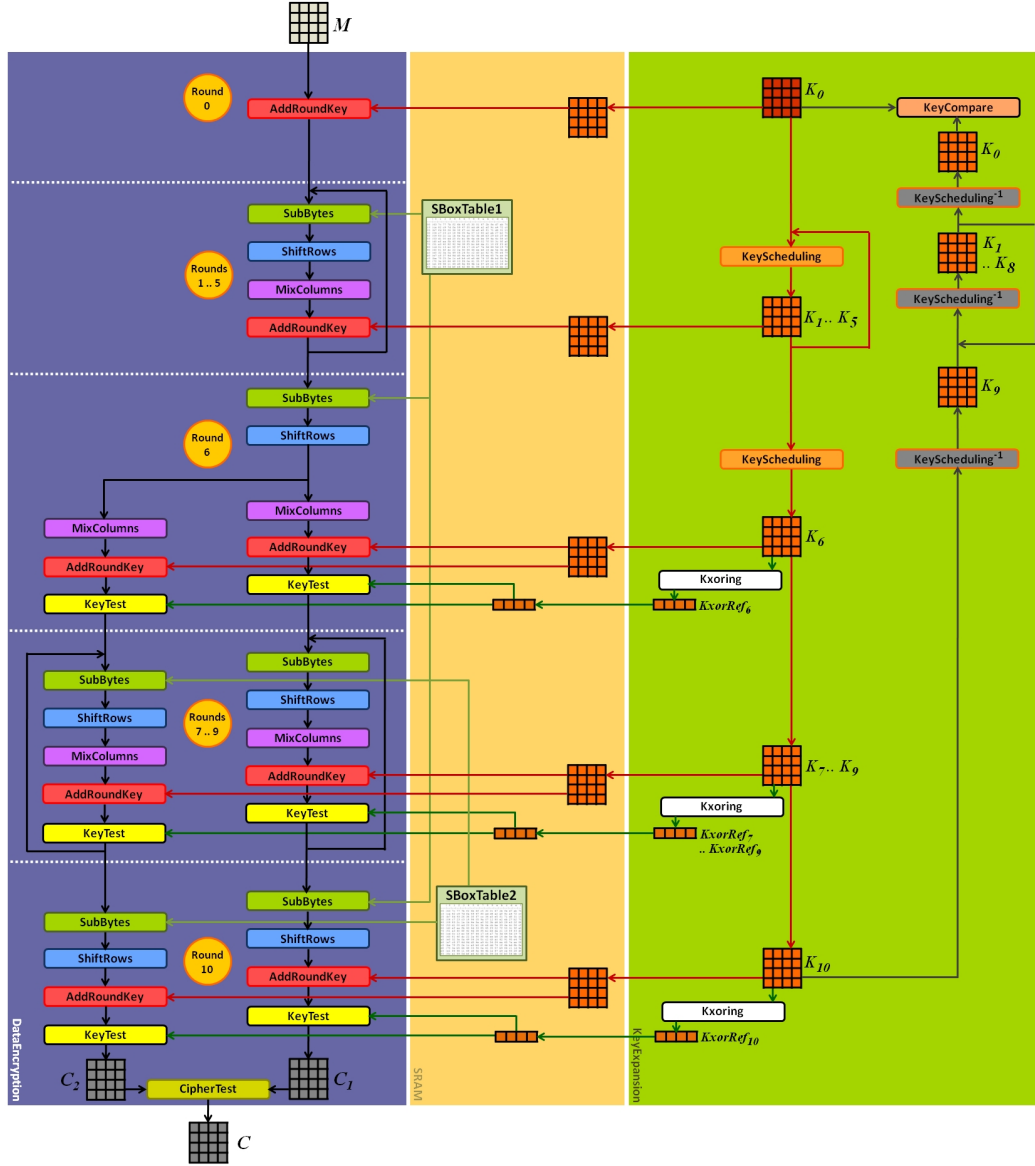 M
Round
0
AddRoundKey
K0
KeyCompare
K0
KeyScheduling-1
SBoxTable1
SubBytes
ShiftRows
Rounds
1 .. 5
MixColumns
AddRoundKey
KeyScheduling
K1 .. K5
K1
.. K8
KeyScheduling-1
K9
SubBytes
Round
6
ShiftRows
KeyScheduling
KeyScheduling-1
MixColumns
MixColumns
AddRoundKey
AddRoundKey
K6
KeyTest
KeyTest
Kxoring
KxorRef6
SubBytes
SubBytes
ShiftRows
ShiftRows
Rounds
7 .. 9
MixColumns
MixColumns
AddRoundKey
AddRoundKey
K7.. K9
KeyTest
KeyTest
Kxoring
KxorRef7
.. KxorRef9
SBoxTable2
SubBytes
SubBytes
ShiftRows
ShiftRows
Round
10
AddRoundKey
AddRoundKey
K10
KeyTest
KeyTest
Kxoring
KxorRef10
DataEncryption
SRAM
KeyExpansion
C2
CipherTest
C1
C